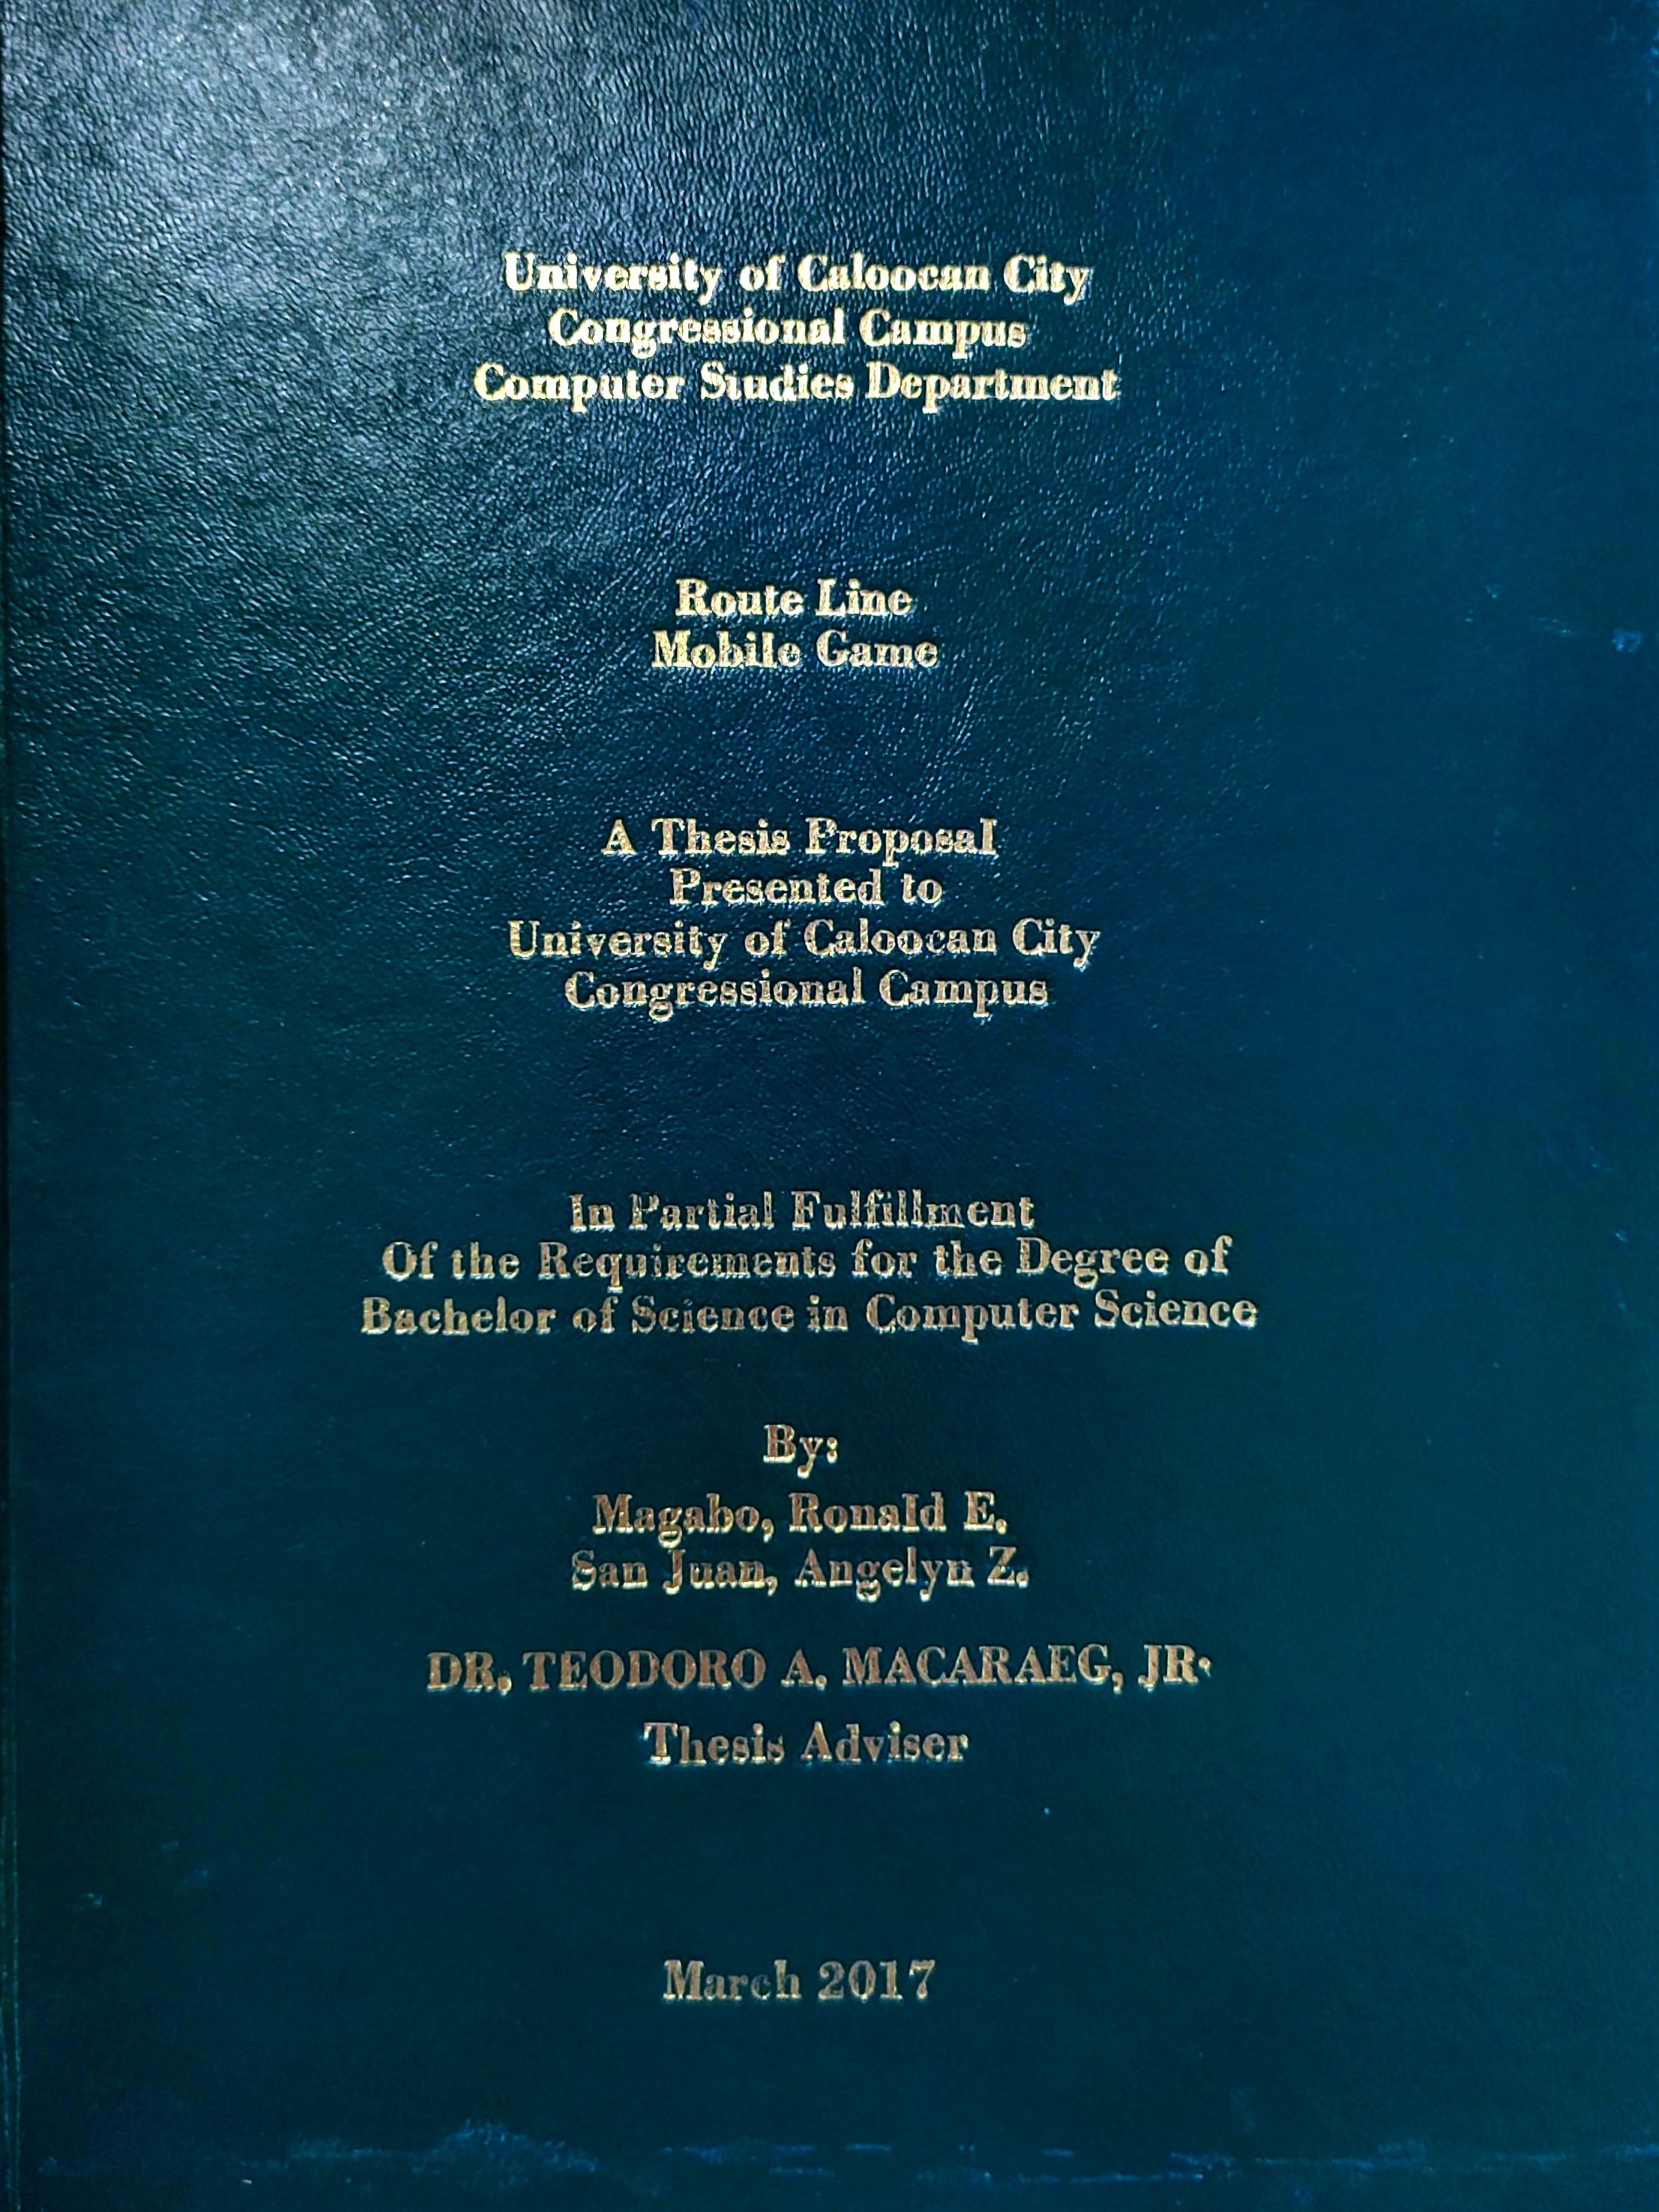 University of Caloocan City
Congressional Campus
Computer Studies Department
Route Line
Mobile Game
A Thesis Proposal
Presented to
University of Caloocan City
Congressional Campus
In Partial Fulfillment
Of the Requirements for the Degree of
Bachelor of Science in Computer Science
By:
Magabo, Ronald E.
San Juan, Angelyn Z.
DR. TEODORO A. MACARAEG, JR.
Thesis Adviser
March 2017